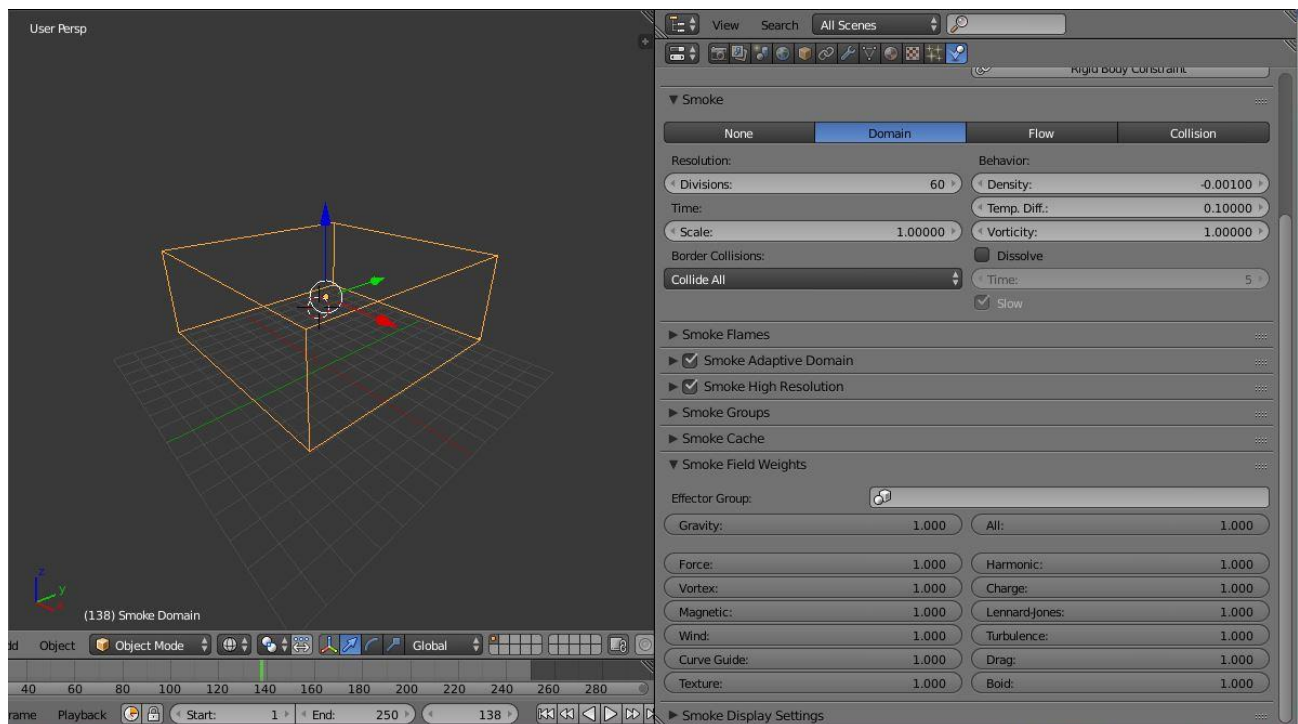 User Persp
View Search All Scenes
Rigid Body Constraint
Smoke
None Domain Flow Collision
Resolution: Behavior:
Divisions: 60 Density: -0.00100
Time: Temp. Diff.: 0.10000
Scale: 1.00000 Vorticity: 1.00000
Border Collisions: Dissolve
Collide All Time: 5
Slow
Smoke Flames
Smoke Adaptive Domain
Smoke High Resolution
Smoke Groups
Smoke Cache
Smoke Field Weights
Effector Group:
Gravity: 1.000 All: 1.000
Force: 1.000 Harmonic: 1.000
Vortex: 1.000 Charge: 1.000
Magnetic: 1.000 Lennard-Jones: 1.000
Wind: 1.000 Turbulence: 1.000
Curve Guide: 1.000 Drag: 1.000
Texture: 1.000 Boid: 1.000
Smoke Display Settings
z
y
x
(138) Smoke Domain
dd Object Object Mode Global
40 60 80 100 120 140 160 180 200 220 240 260 280
rame Playback Start: 1 End: 250 138